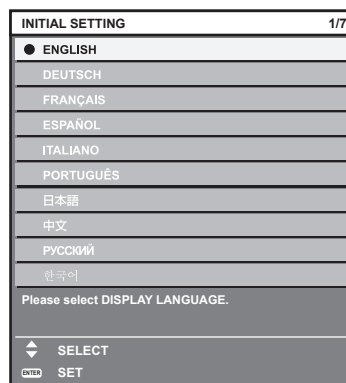 INITIAL SETTING 1/7
ENGLISH
DEUTSCH
FRANÇAIS
ESPAÑOL
ITALIANO
PORTUGUÊS
日本語
中文
РУССКИЙ
한국어
Please select DISPLAY LANGUAGE.
SELECT
ENTER SET